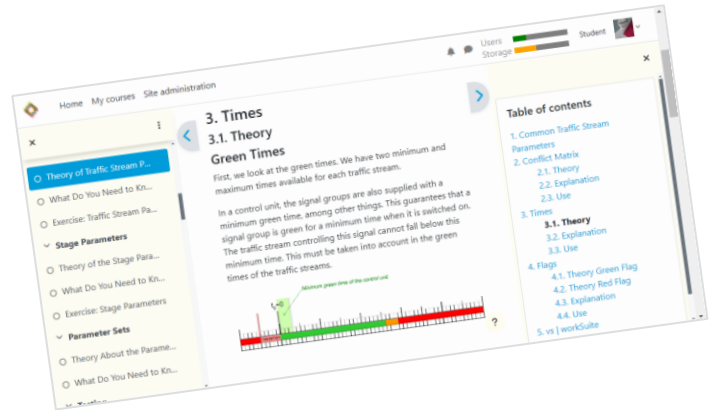 Home My courses Site administration
Users
Storage
Student
Theory of Traffic Stream P...
What Do You Need to Kn...
Exercise: Traffic Stream Pa...
Stage Parameters
Theory of the Stage Para...
What Do You Need to Kn...
Exercise: Stage Parameters
Parameter Sets
Theory About the Parame...
What Do You Need to Kn...
3. Times
3.1. Theory
Green Times
First, we look at the green times. We have two minimum and
maximum times available for each traffic stream.
In a control unit, the signal groups are also supplied with a
minimum green time, among other things. This guarantees that a
signal group is green for a minimum time when it is switched on.
The traffic stream controlling this signal cannot fall below this
minimum time. This must be taken into account in the green
times of the traffic streams.
Minimum green time of the control unit
?
Table of contents
1. Common Traffic Stream
Parameters
2. Conflict Matrix
2.1. Theory
2.2. Explanation
2.3. Use
3. Times
3.1. Theory
3.2. Explanation
3.3. Use
4. Flags
4.1. Theory Green Flag
4.2. Theory Red Flag
4.3. Explanation
4.4. Use
5. vs | workSuite